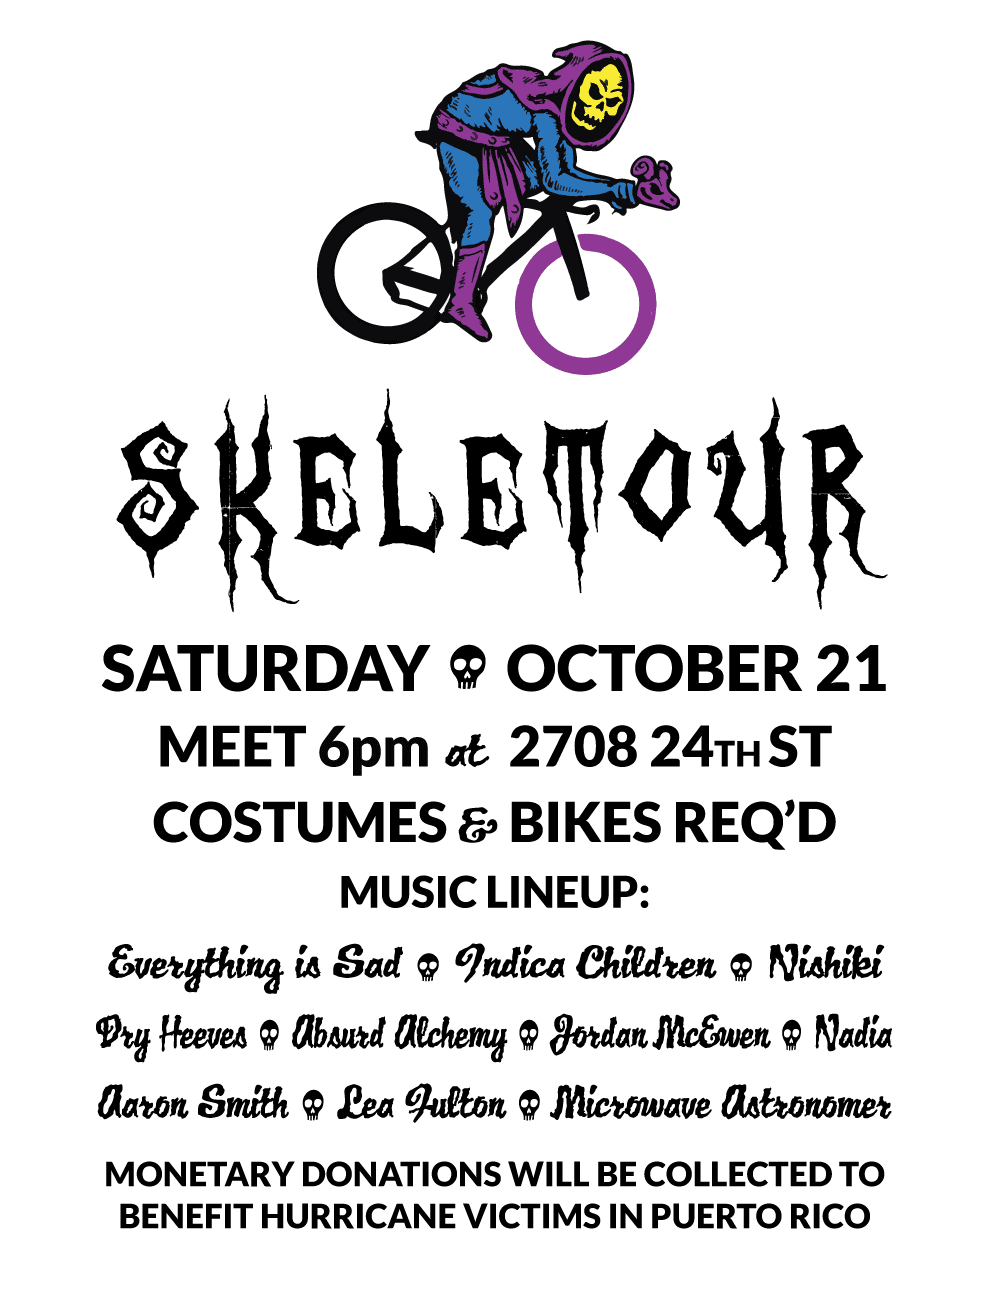 SKELETOUR
SATURDAY OCTOBER 21
MEET 6pm at 2708 24TH ST
COSTUMES & BIKES REQ'D
MUSIC LINEUP:
Everything is Sad Indica Children Nishiki
Dry Heeves Absurd Alchemy Jordan McEwen Nadia
Aaron Smith Lea Fulton Microwave Astronomer
MONETARY DONATIONS WILL BE COLLECTED TO
BENEFIT HURRICANE VICTIMS IN PUERTO RICO